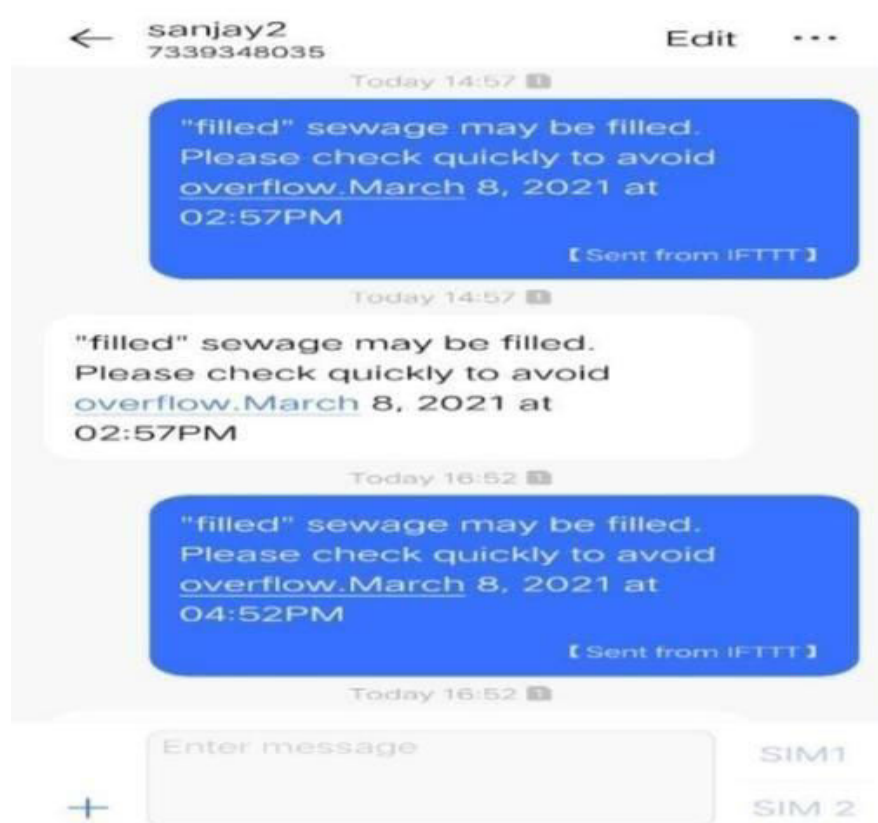 sanjay2
7339348035
Edit
Today 14:57 1
"filled" sewage may be filled.
Please check quickly to avoid
overflow.March 8, 2021 at
02:57PM
【Sent from IFTTT】
Today 14:57 1
"filled" sewage may be filled.
Please check quickly to avoid
overflow.March 8, 2021 at
02:57PM
Today 16:52 1
"filled" sewage may be filled.
Please check quickly to avoid
overflow.March 8, 2021 at
04:52PM
【Sent from IFTTT】
Today 16:52 1
Enter message
SIM1
SIM 2